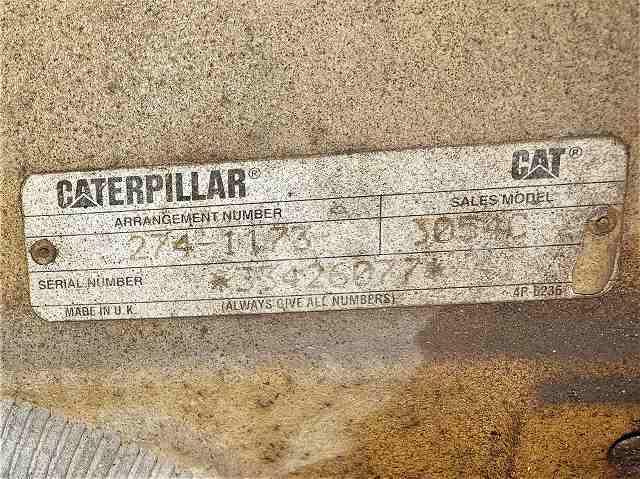 CATERPILLAR® CAT®
ARRANGEMENT NUMBER SALES MODEL
274-1173 3054C
SERIAL NUMBER *33426077*
MADE IN U.K. (ALWAYS GIVE ALL NUMBERS) 4P-8236